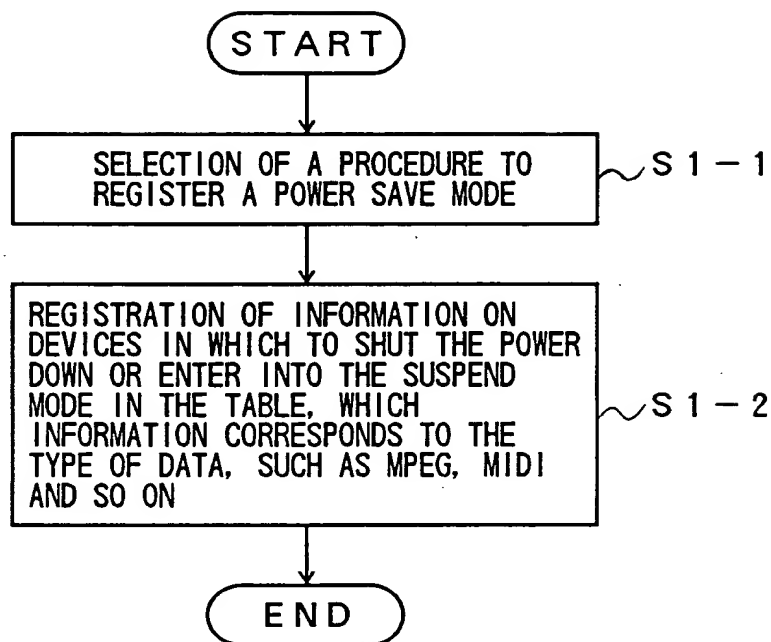 START
SELECTION OF A PROCEDURE TO
REGISTER A POWER SAVE MODE
S1-1
REGISTRATION OF INFORMATION ON
DEVICES IN WHICH TO SHUT THE POWER
DOWN OR ENTER INTO THE SUSPEND
MODE IN THE TABLE, WHICH
INFORMATION CORRESPONDS TO THE
TYPE OF DATA, SUCH AS MPEG, MIDI
AND SO ON
S1-2
END